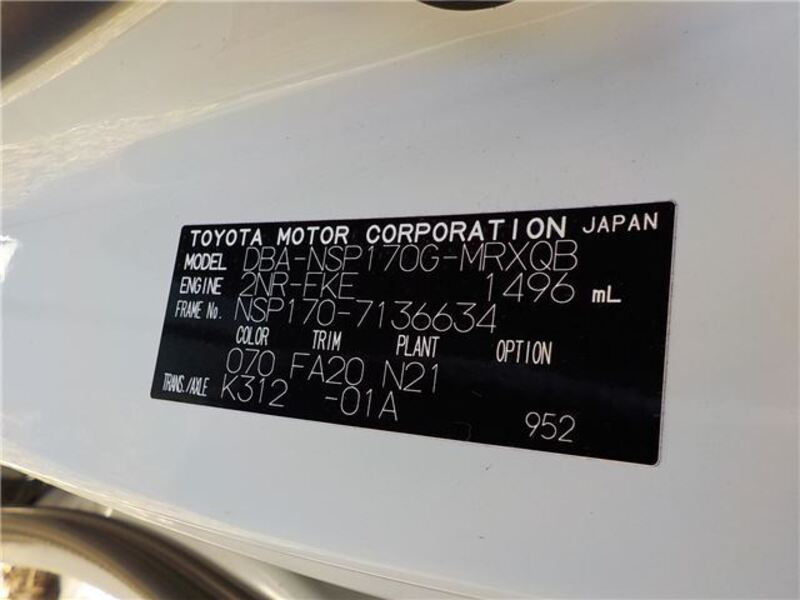 TOYOTA MOTOR CORPORATION JAPAN
MODEL DBA-NSP170G-MRXQB
ENGINE 2NR-FKE 1496 mL
FRAME No. NSP170-7136634
COLOR TRIM PLANT OPTION
070 FA20 N21
TRANS./AXLE K312 -01A
952